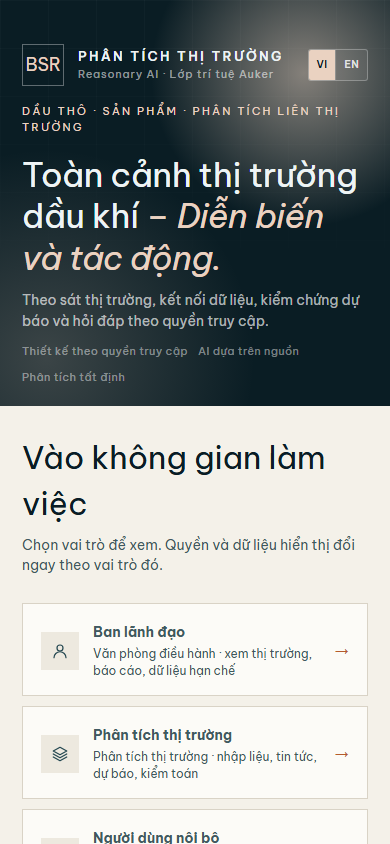 BSR
PHÂN TÍCH THỊ TRƯỜNG
Reasonary AI · Lớp trí tuệ Auker
VI EN
DẦU THÔ · SẢN PHẨM · PHÂN TÍCH LIÊN THỊ
TRƯỜNG
Toàn cảnh thị trường
dầu khí – Diễn biến
và tác động.
Theo sát thị trường, kết nối dữ liệu, kiểm chứng dự
báo và hỏi đáp theo quyền truy cập.
Thiết kế theo quyền truy cập AI dựa trên nguồn
Phân tích tất định
Vào không gian làm
việc
Chọn vai trò để xem. Quyền và dữ liệu hiển thị đổi
ngay theo vai trò đó.
Ban lãnh đạo
Văn phòng điều hành · xem thị trường,
báo cáo, dữ liệu hạn chế
→
Phân tích thị trường
Phân tích thị trường · nhập liệu, tin tức,
dự báo, kiểm toán
→
Người dùng nội bộ